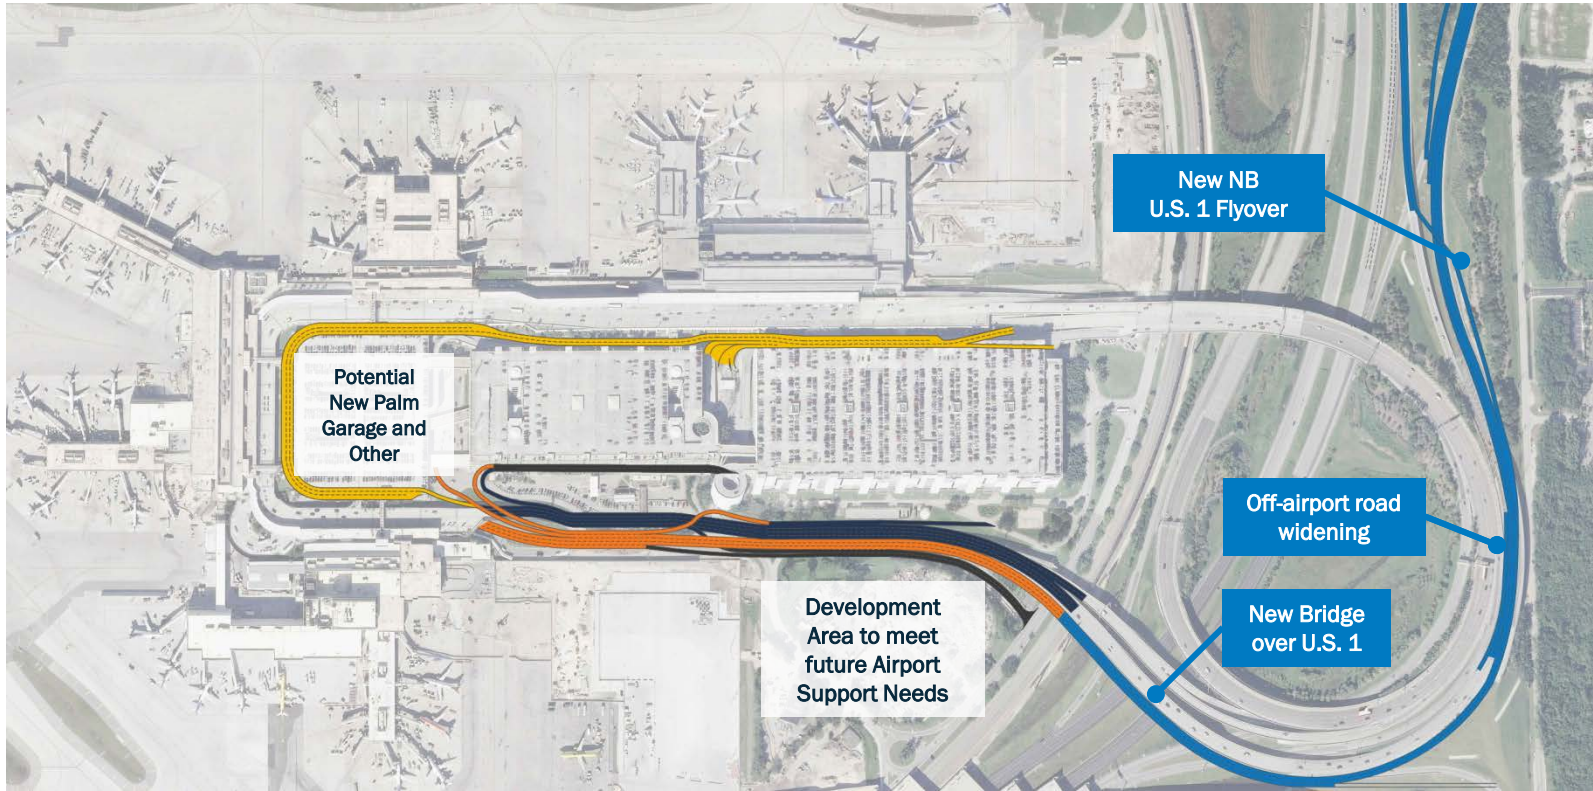 New NB
U.S. 1 Flyover
Potential
New Palm
Garage and
Other
Off-airport road
widening
Development
Area to meet
future Airport
Support Needs
New Bridge
over U.S. 1